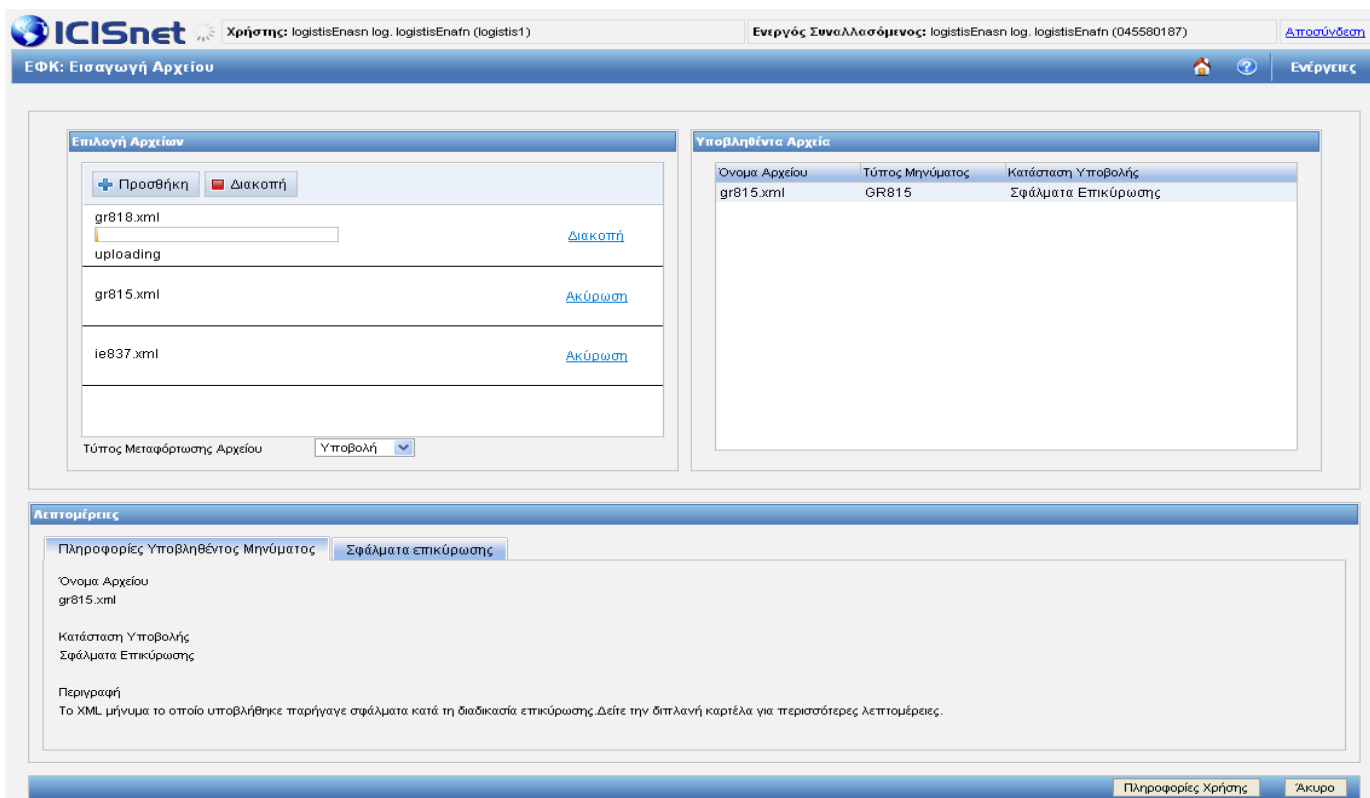 ICISnet Χρήστης: logistisEnasn log. logistisEnafn (logistis1) Ενεργός Συναλλασόμενος: logistisEnasn log. logistisEnafn (045580187) Αποσύνδεση
ΕΦΚ: Εισαγωγή Αρχείου ? Ενέργειες
Επιλογή Αρχείων
Προσθήκη Διακοπή
gr818.xml
Διακοπή
uploading
gr815.xml Ακύρωση
ie837.xml Ακύρωση
Τύπος Μεταφόρτωσης Αρχείου Υποβολή
Υποβληθέντα Αρχεία
Όνομα Αρχείου Τύπος Μηνύματος Κατάσταση Υποβολής
gr815.xml GR815 Σφάλματα Επικύρωσης
Λεπτομέρειες
Πληροφορίες Υποβληθέντος Μηνύματος Σφάλματα επικύρωσης
Όνομα Αρχείου
gr815.xml
Κατάσταση Υποβολής
Σφάλματα Επικύρωσης
Περιγραφή
Το XML μήνυμα το οποίο υποβλήθηκε παρήγαγε σφάλματα κατά τη διαδικασία επικύρωσης.Δείτε την διπλανή καρτέλα για περισσότερες λεπτομέρειες.
Πληροφορίες Χρήσης Άκυρο